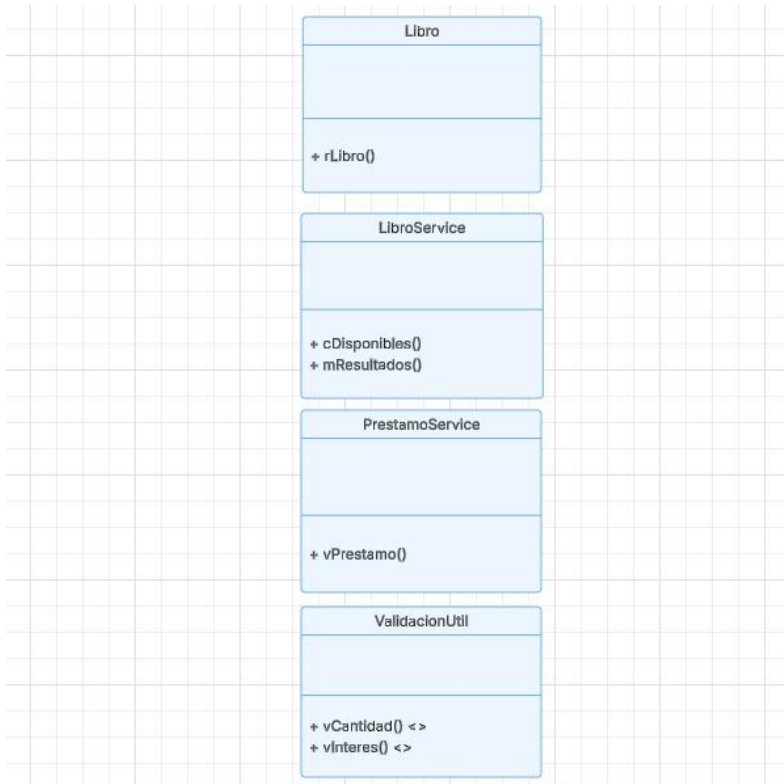 Libro
+ rLibro()
LibroService
+ cDisponibles()
+ mResultados()
PrestamoService
+ vPrestamo()
ValidacionUtil
+ vCantidad() <>
+ vInteres() <>